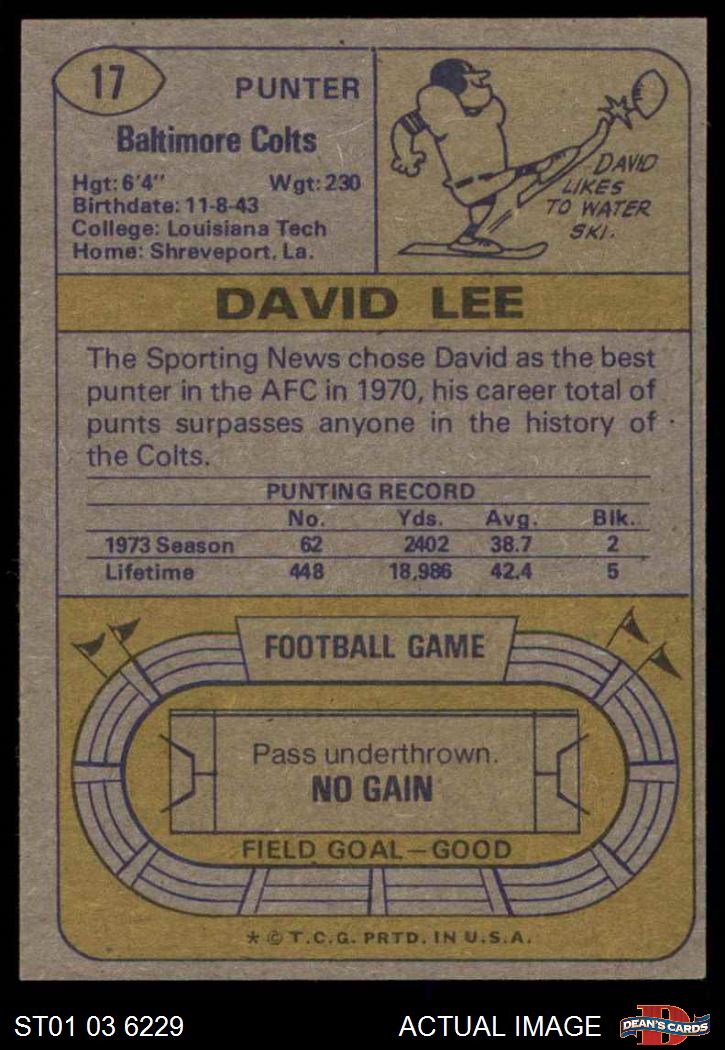 17
PUNTER
Baltimore Colts
Hgt: 6'4" Wgt: 230
Birthdate: 11-8-43
College: Louisiana Tech
Home: Shreveport, La.
DAVID
LIKES
TO WATER
SKI.
DAVID LEE
The Sporting News chose David as the best
punter in the AFC in 1970, his career total of
punts surpasses anyone in the history of
the Colts.
PUNTING RECORD
No. Yds. Avg. Blk.
1973 Season 62 2402 38.7 2
Lifetime 448 18,986 42.4 5
FOOTBALL GAME
Pass underthrown.
NO GAIN
FIELD GOAL—GOOD
* © T.C.G. PRTD. IN U.S.A.
ST01 03 6229
ACTUAL IMAGE
D
DEAN'S CARDS